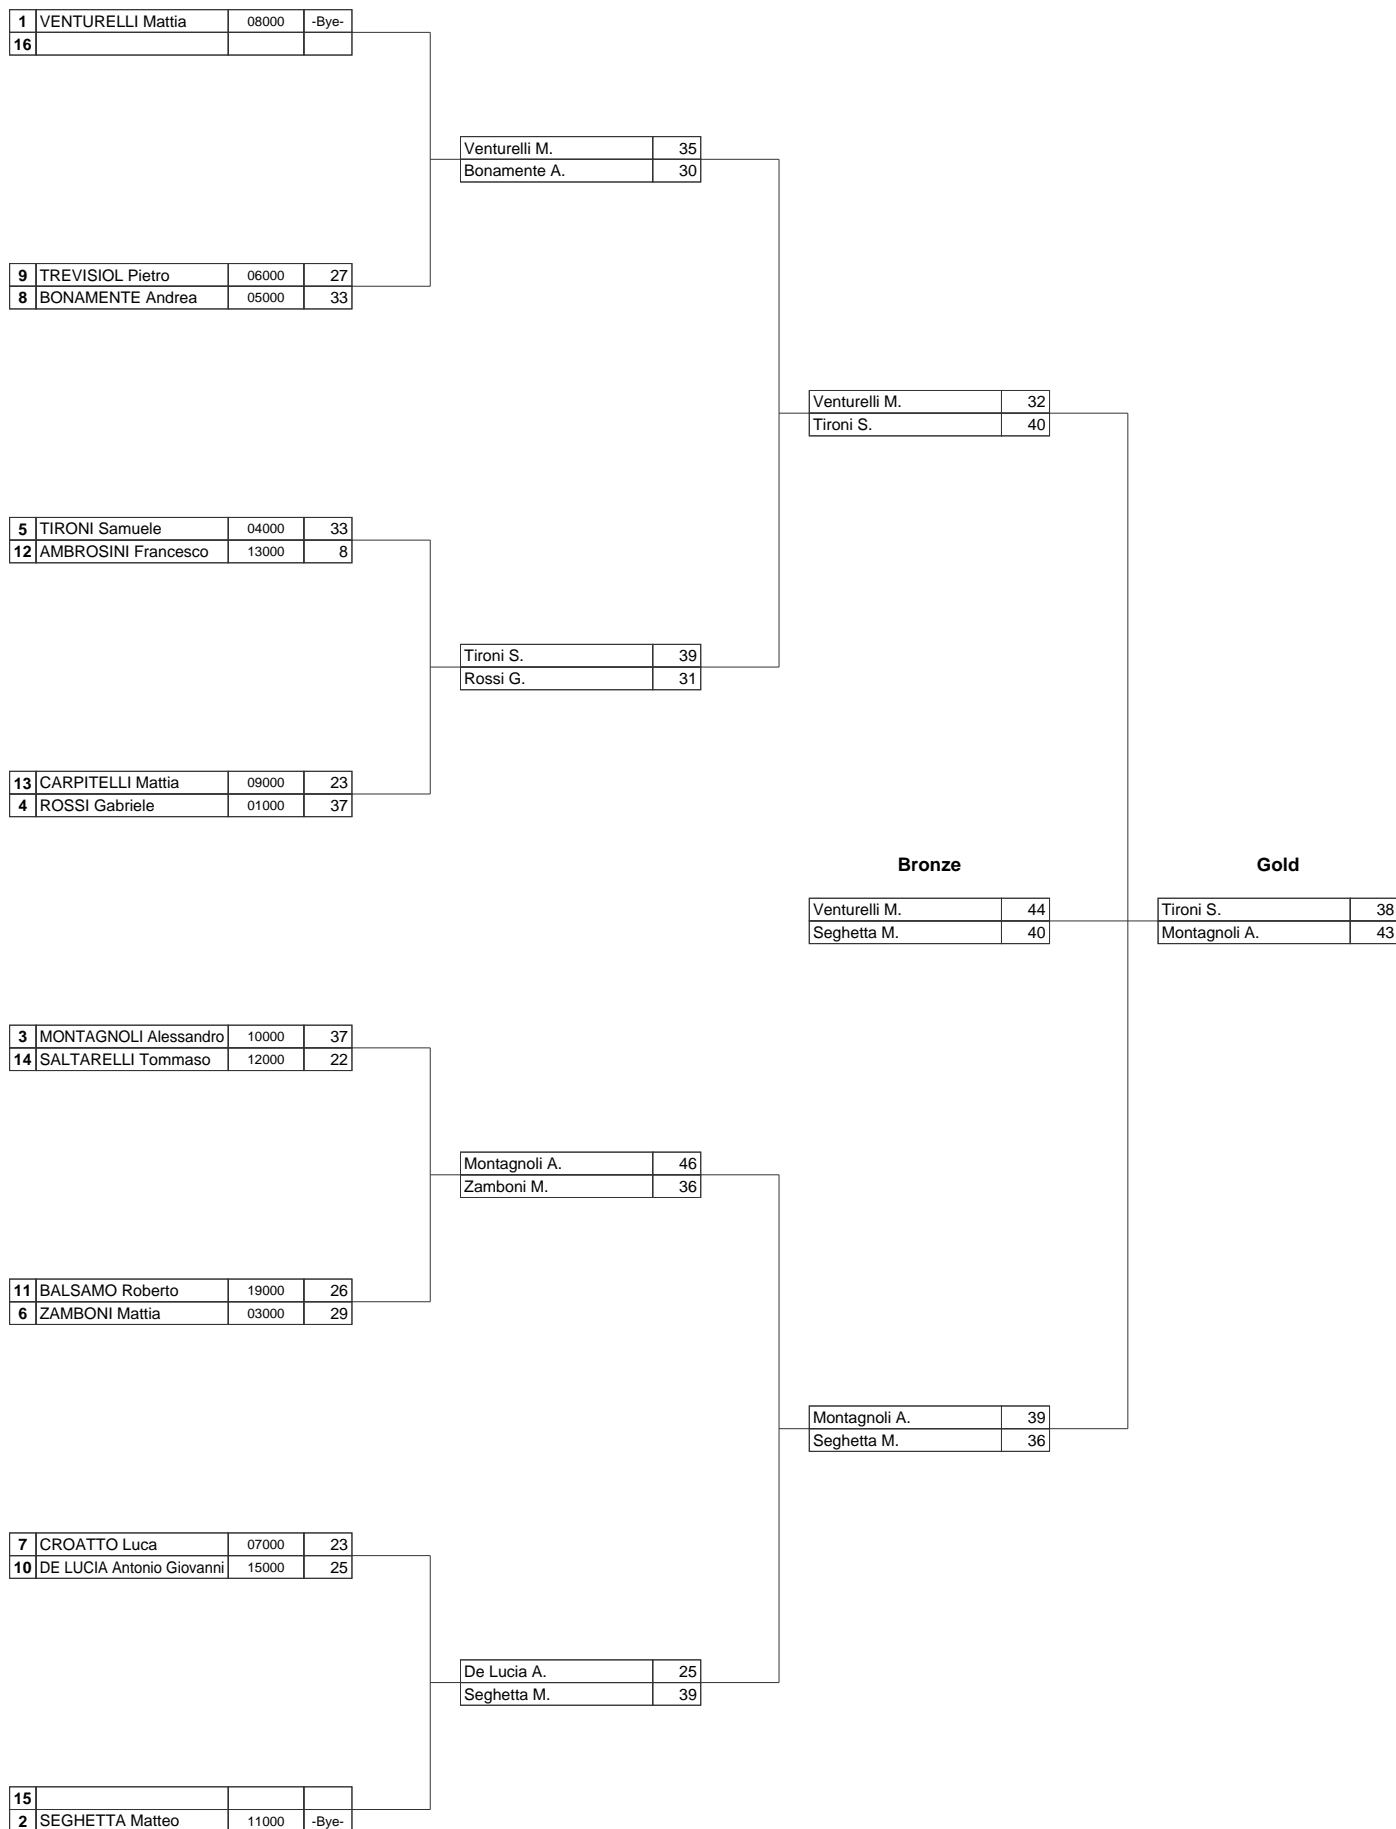 1 VENTURELLI Mattia 08000 -Bye-
16
Venturelli M. 35
Bonamente A. 30
9 TREVISIOL Pietro 06000 27
8 BONAMENTE Andrea 05000 33
Venturelli M. 32
Tironi S. 40
5 TIRONI Samuele 04000 33
12 AMBROSINI Francesco 13000 8
Tironi S. 39
Rossi G. 31
13 CARPITELLI Mattia 09000 23
4 ROSSI Gabriele 01000 37
Bronze Gold
Venturelli M. 44 Tironi S. 38
Seghetta M. 40 Montagnoli A. 43
3 MONTAGNOLI Alessandro 10000 37
14 SALTARELLI Tommaso 12000 22
Montagnoli A. 46
Zamboni M. 36
11 BALSAMO Roberto 19000 26
6 ZAMBONI Mattia 03000 29
Montagnoli A. 39
Seghetta M. 36
7 CROATTO Luca 07000 23
10 DE LUCIA Antonio Giovanni 15000 25
De Lucia A. 25
Seghetta M. 39
15
2 SEGHETTA Matteo 11000 -Bye-